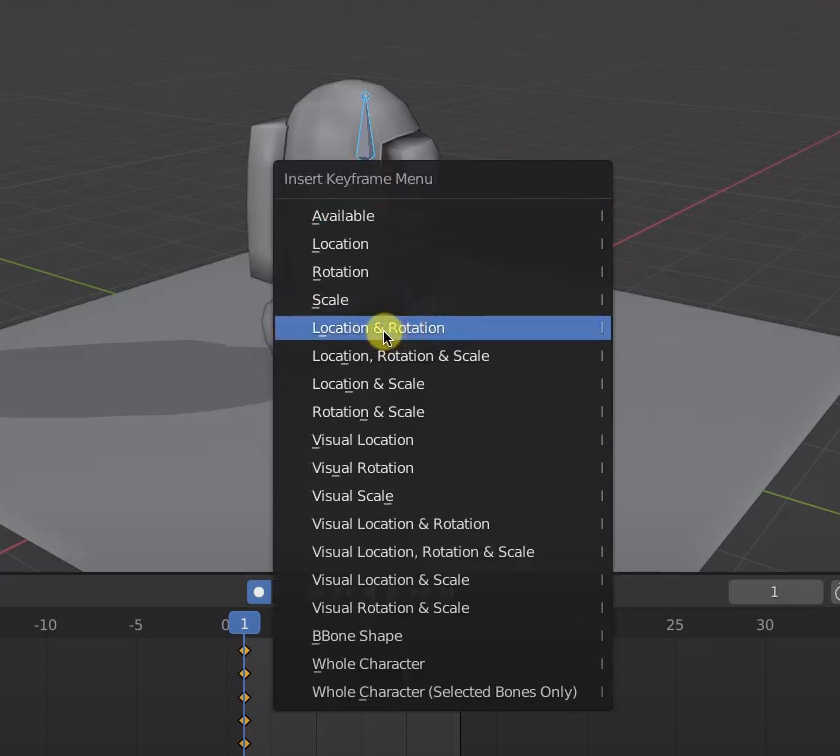 Insert Keyframe Menu
Available I
Location I
Rotation I
Scale I
Location & Rotation I
Location, Rotation & Scale I
Location & Scale I
Rotation & Scale I
Visual Location I
Visual Rotation I
Visual Scale I
Visual Location & Rotation I
Visual Location, Rotation & Scale I
Visual Location & Scale I
Visual Rotation & Scale I
BBone Shape I
Whole Character I
Whole Character (Selected Bones Only) I
1
-10 -5 0 1 25 30